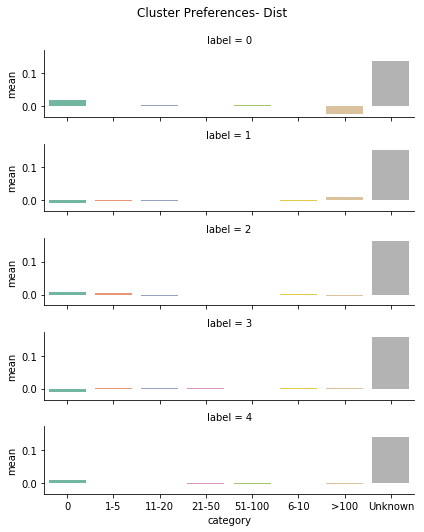 Cluster Preferences- Dist
label = 0
mean
0.1
0.0
label = 1
mean
0.1
0.0
label = 2
mean
0.1
0.0
label = 3
mean
0.1
0.0
label = 4
mean
0.1
0.0
0 1-5 11-20 21-50 51-100 6-10 >100 Unknown
category